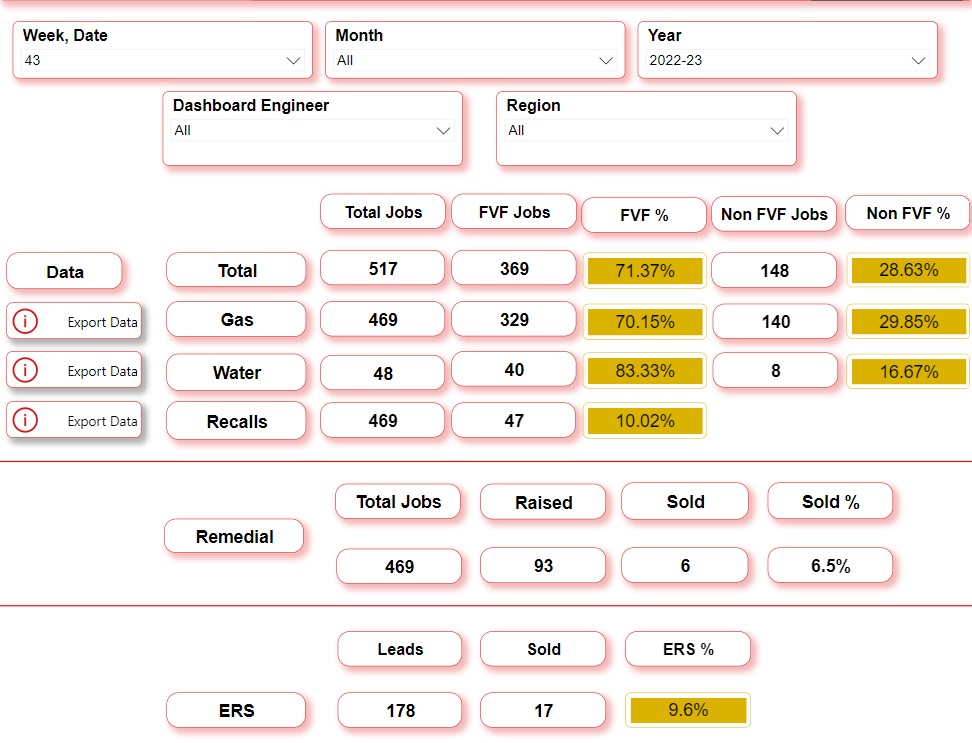 Week, Date Month Year
43 All 2022-23
Dashboard Engineer Region
All All
Total Jobs FVF Jobs FVF % Non FVF Jobs Non FVF %
Data Total 517 369 71.37% 148 28.63%
i Export Data Gas 469 329 70.15% 140 29.85%
i Export Data Water 48 40 83.33% 8 16.67%
i Export Data Recalls 469 47 10.02%
Total Jobs Raised Sold Sold %
Remedial
469 93 6 6.5%
Leads Sold ERS %
ERS 178 17 9.6%